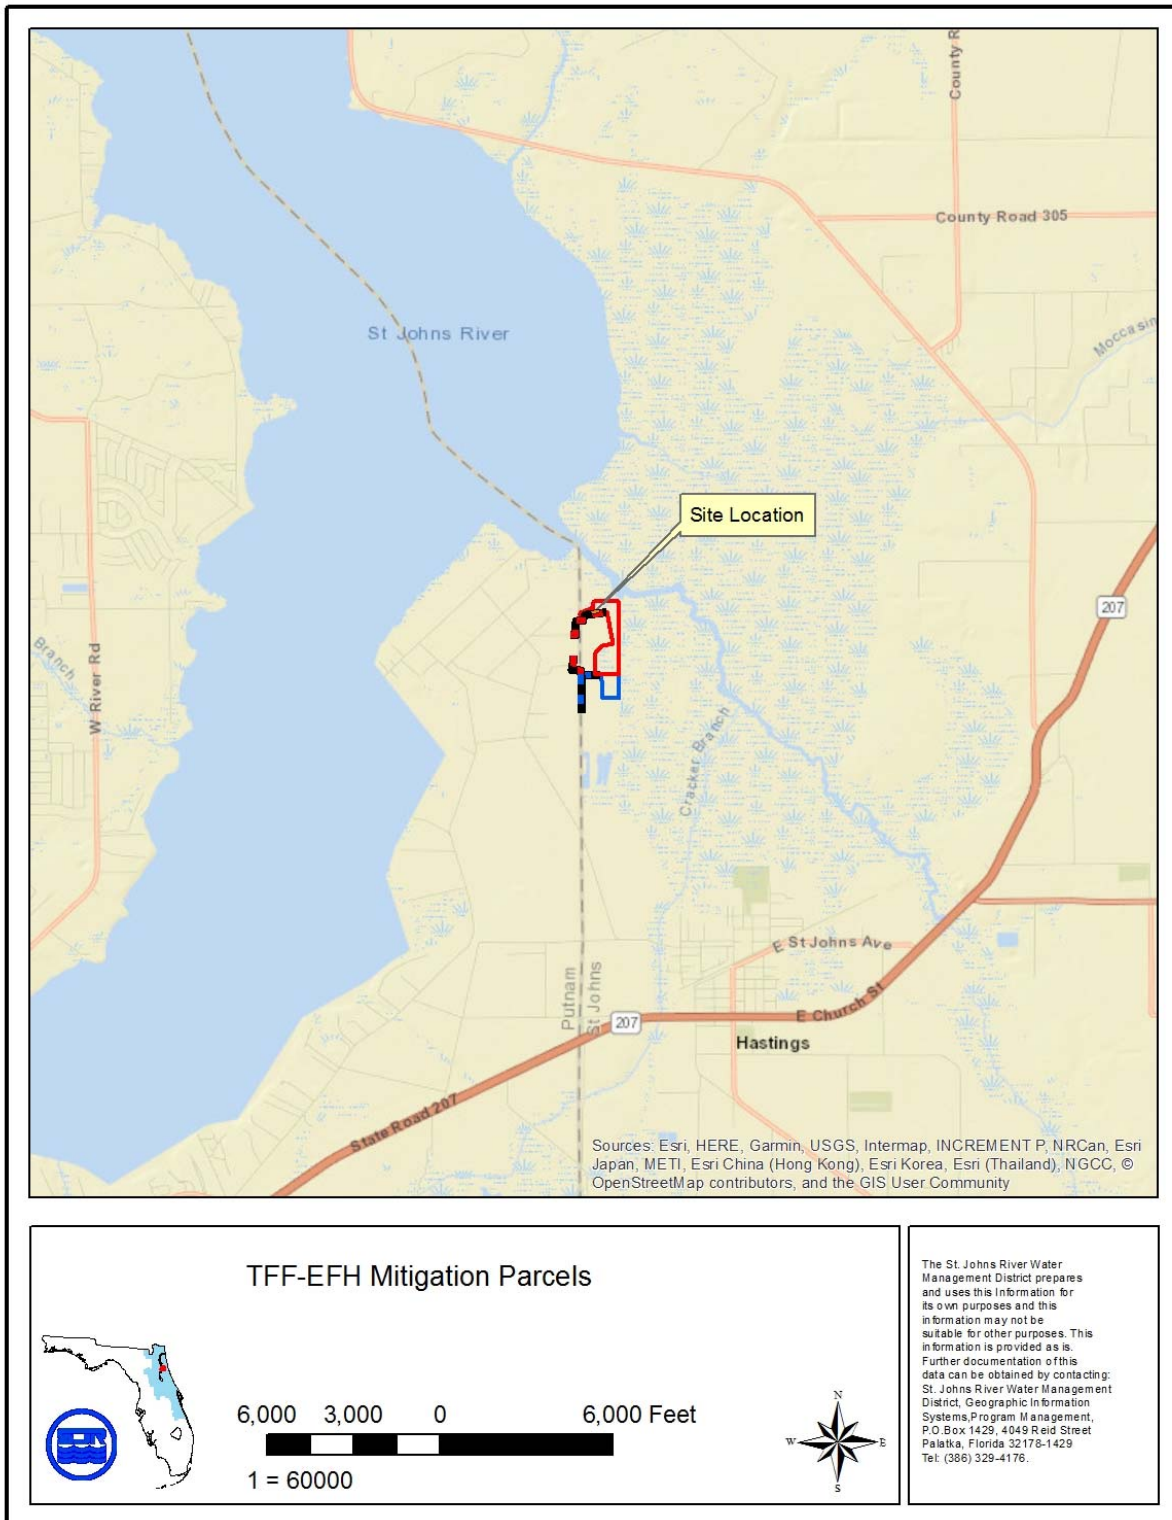 County R
County Road 305
Moccasin
St Johns River
Site Location
207
Branch
W River Rd
Cracker Branch
E St Johns Ave
Putnam
St Johns
E Church St
207
Hastings
State Road 207
Sources: Esri, HERE, Garmin, USGS, Intermap, INCREMENT P, NRCan, Esri
Japan, METI, Esri China (Hong Kong), Esri Korea, Esri (Thailand), NGCC, ©
OpenStreetMap contributors, and the GIS User Community
TFF-EFH Mitigation Parcels
6,000 3,000 0 6,000 Feet
1 = 60000
N
W E
S
The St. Johns River Water
Management District prepares
and uses this Information for
its own purposes and this
information may not be
suitable for other purposes. This
information is provided as is.
Further documentation of this
data can be obtained by contacting:
St. Johns River Water Management
District, Geographic Information
Systems,Program Management,
P.O.Box 1429, 4049 Reid Street
Palatka, Florida 32178-1429
Tel: (386) 329-4176.